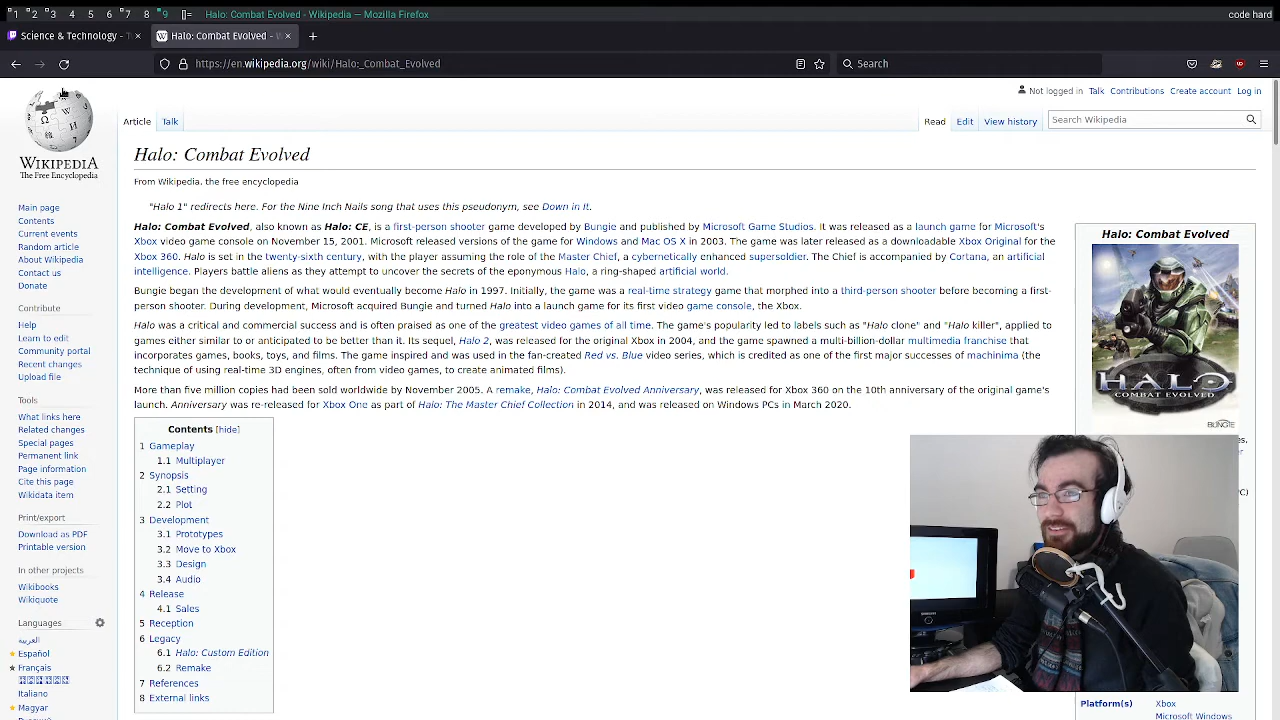 1 2 3 4 5 6 7 8 9 []= Halo: Combat Evolved - Wikipedia — Mozilla Firefox code hard
Science & Technology - T Halo: Combat Evolved - W
https://en.wikipedia.org/wiki/Halo:_Combat_Evolved Search
Not logged in Talk Contributions Create account Log in
Article Talk Read Edit View history Search Wikipedia
WIKIPEDIA
The Free Encyclopedia
Main page
Contents
Current events
Random article
About Wikipedia
Contact us
Donate
Contribute
Help
Learn to edit
Community portal
Recent changes
Upload file
Tools
What links here
Related changes
Special pages
Permanent link
Page information
Cite this page
Wikidata item
Print/export
Download as PDF
Printable version
In other projects
Wikibooks
Wikiquote
Languages
العربية
Español
Français
Italiano
Magyar
Halo: Combat Evolved
From Wikipedia, the free encyclopedia
"Halo 1" redirects here. For the Nine Inch Nails song that uses this pseudonym, see Down in It.
Halo: Combat Evolved, also known as Halo: CE, is a first-person shooter game developed by Bungie and published by Microsoft Game Studios. It was released as a launch game for Microsoft's
Xbox video game console on November 15, 2001. Microsoft released versions of the game for Windows and Mac OS X in 2003. The game was later released as a downloadable Xbox Original for the
Xbox 360. Halo is set in the twenty-sixth century, with the player assuming the role of the Master Chief, a cybernetically enhanced supersoldier. The Chief is accompanied by Cortana, an artificial
intelligence. Players battle aliens as they attempt to uncover the secrets of the eponymous Halo, a ring-shaped artificial world.
Bungie began the development of what would eventually become Halo in 1997. Initially, the game was a real-time strategy game that morphed into a third-person shooter before becoming a first-
person shooter. During development, Microsoft acquired Bungie and turned Halo into a launch game for its first video game console, the Xbox.
Halo was a critical and commercial success and is often praised as one of the greatest video games of all time. The game's popularity led to labels such as "Halo clone" and "Halo killer", applied to
games either similar to or anticipated to be better than it. Its sequel, Halo 2, was released for the original Xbox in 2004, and the game spawned a multi-billion-dollar multimedia franchise that
incorporates games, books, toys, and films. The game inspired and was used in the fan-created Red vs. Blue video series, which is credited as one of the first major successes of machinima (the
technique of using real-time 3D engines, often from video games, to create animated films).
More than five million copies had been sold worldwide by November 2005. A remake, Halo: Combat Evolved Anniversary, was released for Xbox 360 on the 10th anniversary of the original game's
launch. Anniversary was re-released for Xbox One as part of Halo: The Master Chief Collection in 2014, and was released on Windows PCs in March 2020.
Contents [hide]
1 Gameplay
1.1 Multiplayer
2 Synopsis
2.1 Setting
2.2 Plot
3 Development
3.1 Prototypes
3.2 Move to Xbox
3.3 Design
3.4 Audio
4 Release
4.1 Sales
5 Reception
6 Legacy
6.1 Halo: Custom Edition
6.2 Remake
7 References
8 External links
Halo: Combat Evolved
HALO
COMBAT EVOLVED
BUNGIE
Platform(s) Xbox
Microsoft Windows